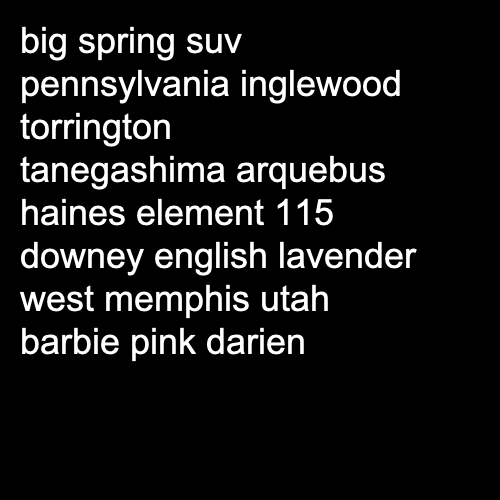 big spring suv
pennsylvania inglewood
torrington
tanegashima arquebus
haines element 115
downey english lavender
west memphis utah
barbie pink darien